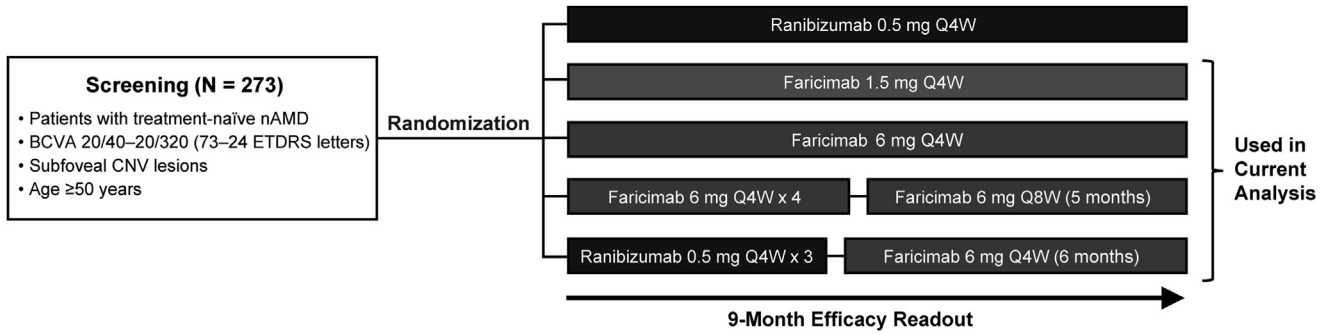 Screening (N = 273)
• Patients with treatment-naïve nAMD
• BCVA 20/40–20/320 (73–24 ETDRS letters)
• Subfoveal CNV lesions
• Age ≥50 years
Randomization
Ranibizumab 0.5 mg Q4W
Faricimab 1.5 mg Q4W
Faricimab 6 mg Q4W
Faricimab 6 mg Q4W x 4
Faricimab 6 mg Q8W (5 months)
Ranibizumab 0.5 mg Q4W x 3
Faricimab 6 mg Q4W (6 months)
Used in
Current
Analysis
9-Month Efficacy Readout